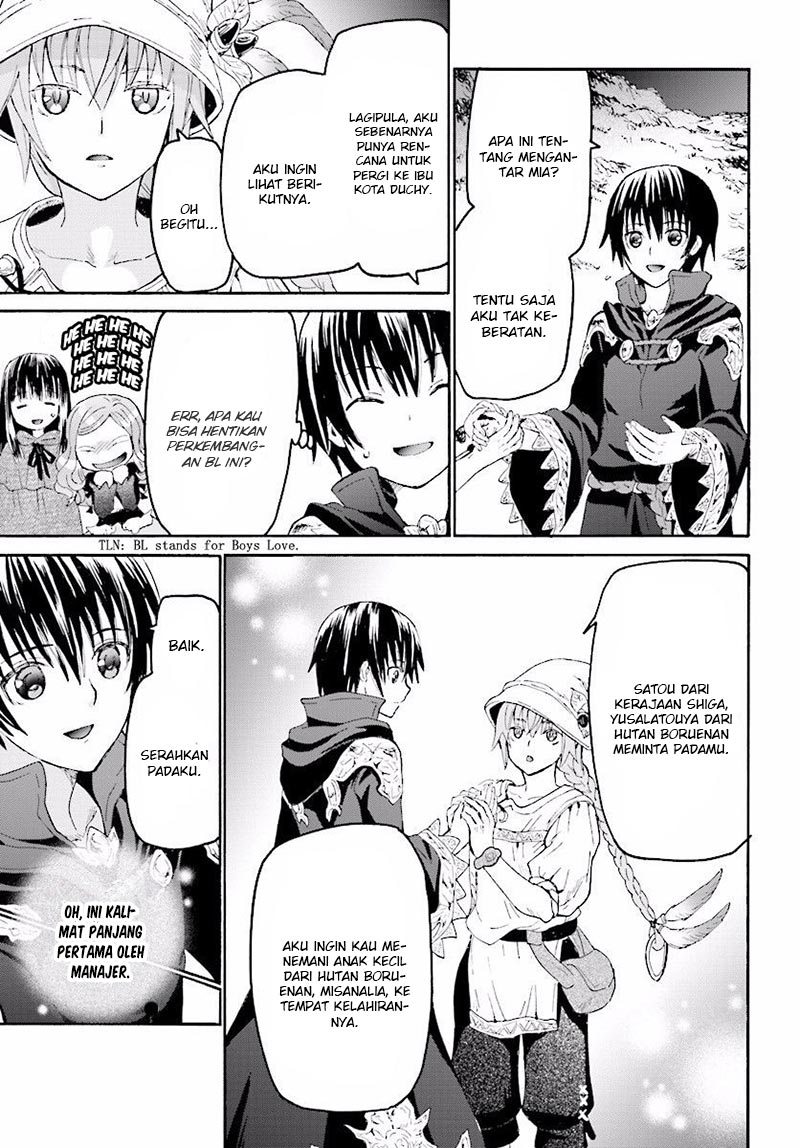 APA INI TEN-
TANG MENGAN-
TAR MIA?
TENTU SAJA
AKU TAK KE-
BERATAN.
LAGIPULA, AKU
SEBENARNYA
PUNYA REN-
CANA UNTUK
PERGI KE IBU
KOTA DUCHY.
AKU INGIN
LIHAT BERI-
KUTNYA.
OH
BEGITU...
ERR, APA KAU
BISA HENTIKAN
PERKEMBANG-
AN BL INI?
HE HE HE HE
HE HE HE HE
HE HE HE HE
HE HE HE HE
TLN: BL stands for Boys Love.
SATOU DARI
KERAJAAN SHIGA,
YUSALATOUYA DARI
HUTAN BORUENAN
MEMINTA PADAMU.
AKU INGIN KAU ME-
NEMANI ANAK KECIL
DARI HUTAN BORU-
ENAN, MISANALIA, KE
TEMPAT KELAHIRAN-
NYA.
BAIK.
SERAHKAN
PADAKU.
OH, INI KALI-
MAT PANJANG
PERTAMA OLEH
MANAJER.